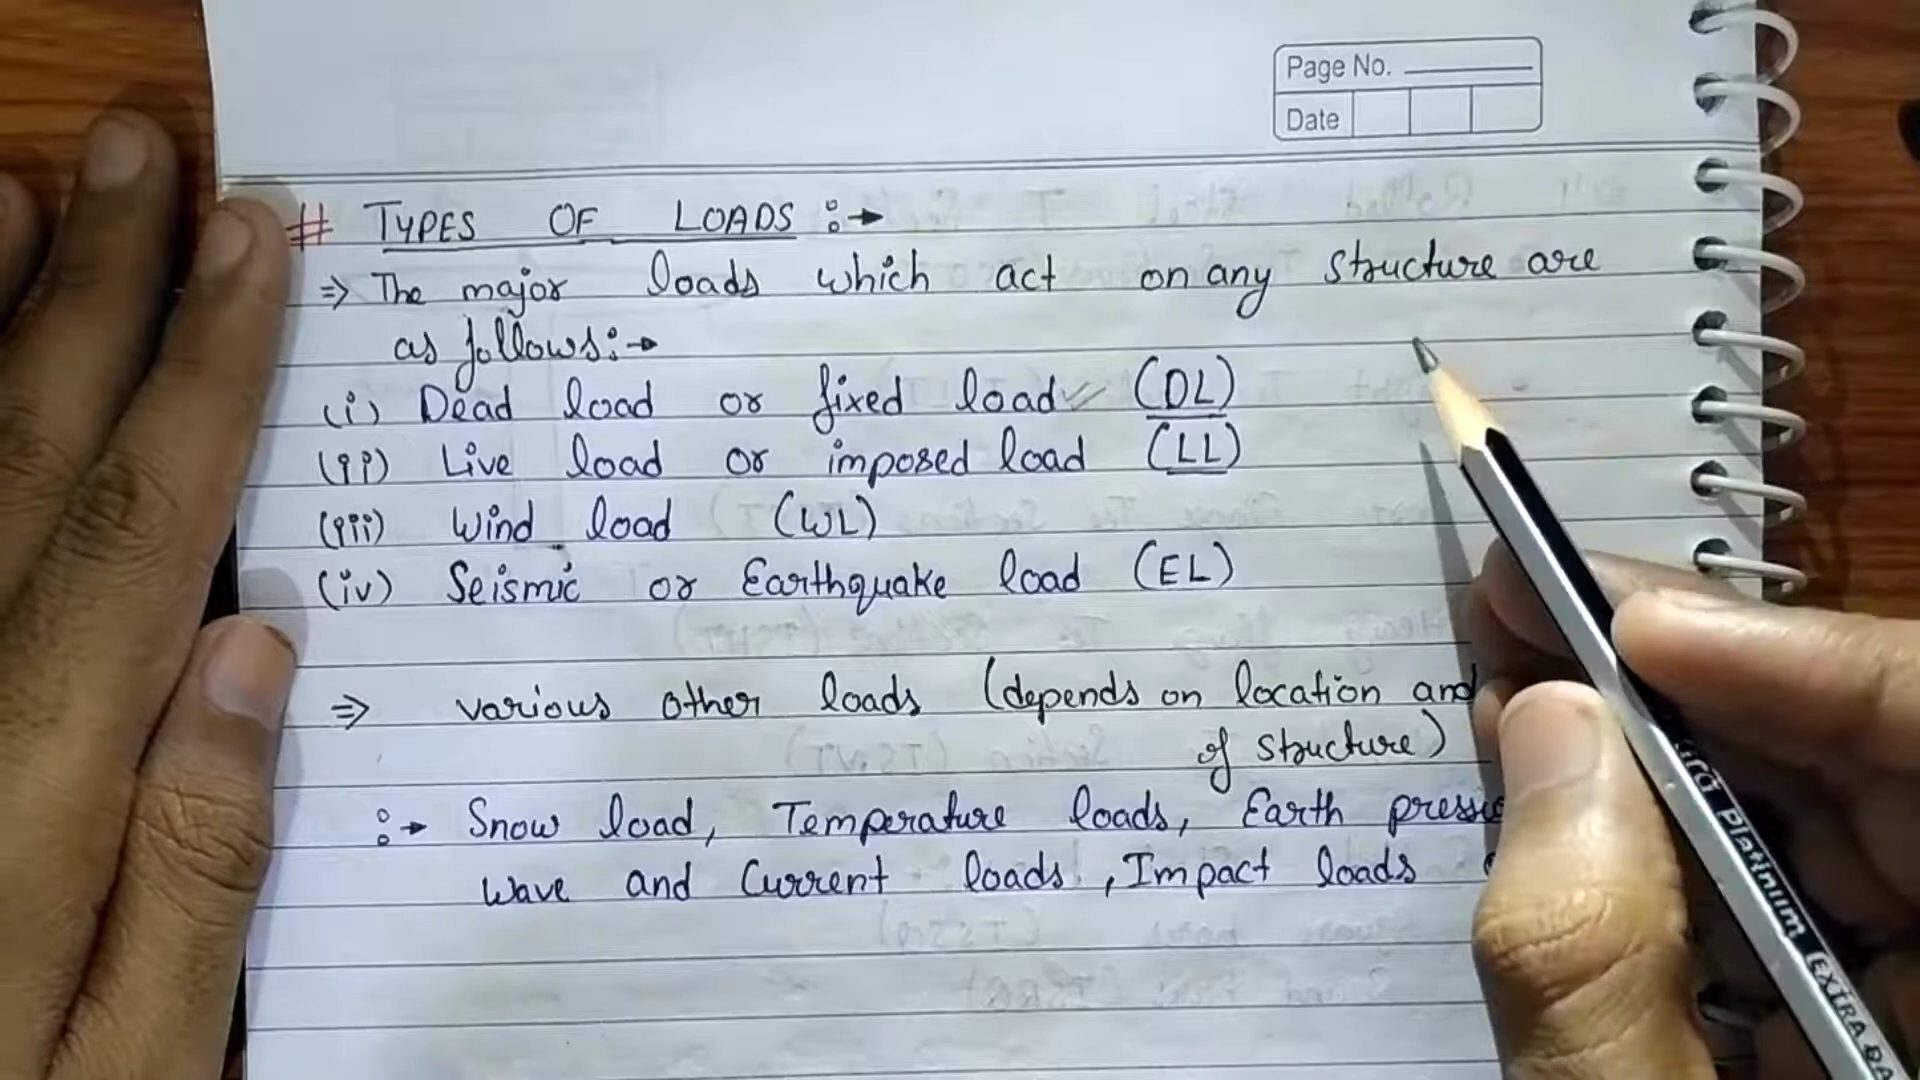 Page No.
Date
# TYPES OF LOADS :→
⇒ The major loads which act on any structure are
as follows:→
(i) Dead load or fixed load ✓ (DL)
(ii) Live load or imposed load (LL)
(iii) Wind load (WL)
(iv) Seismic or Earthquake load (EL)
⇒ various other loads (depends on location and
of structure)
:→ Snow load, Temperature loads, Earth
Wave and Current loads, Impact loads
Platinum EXTRA